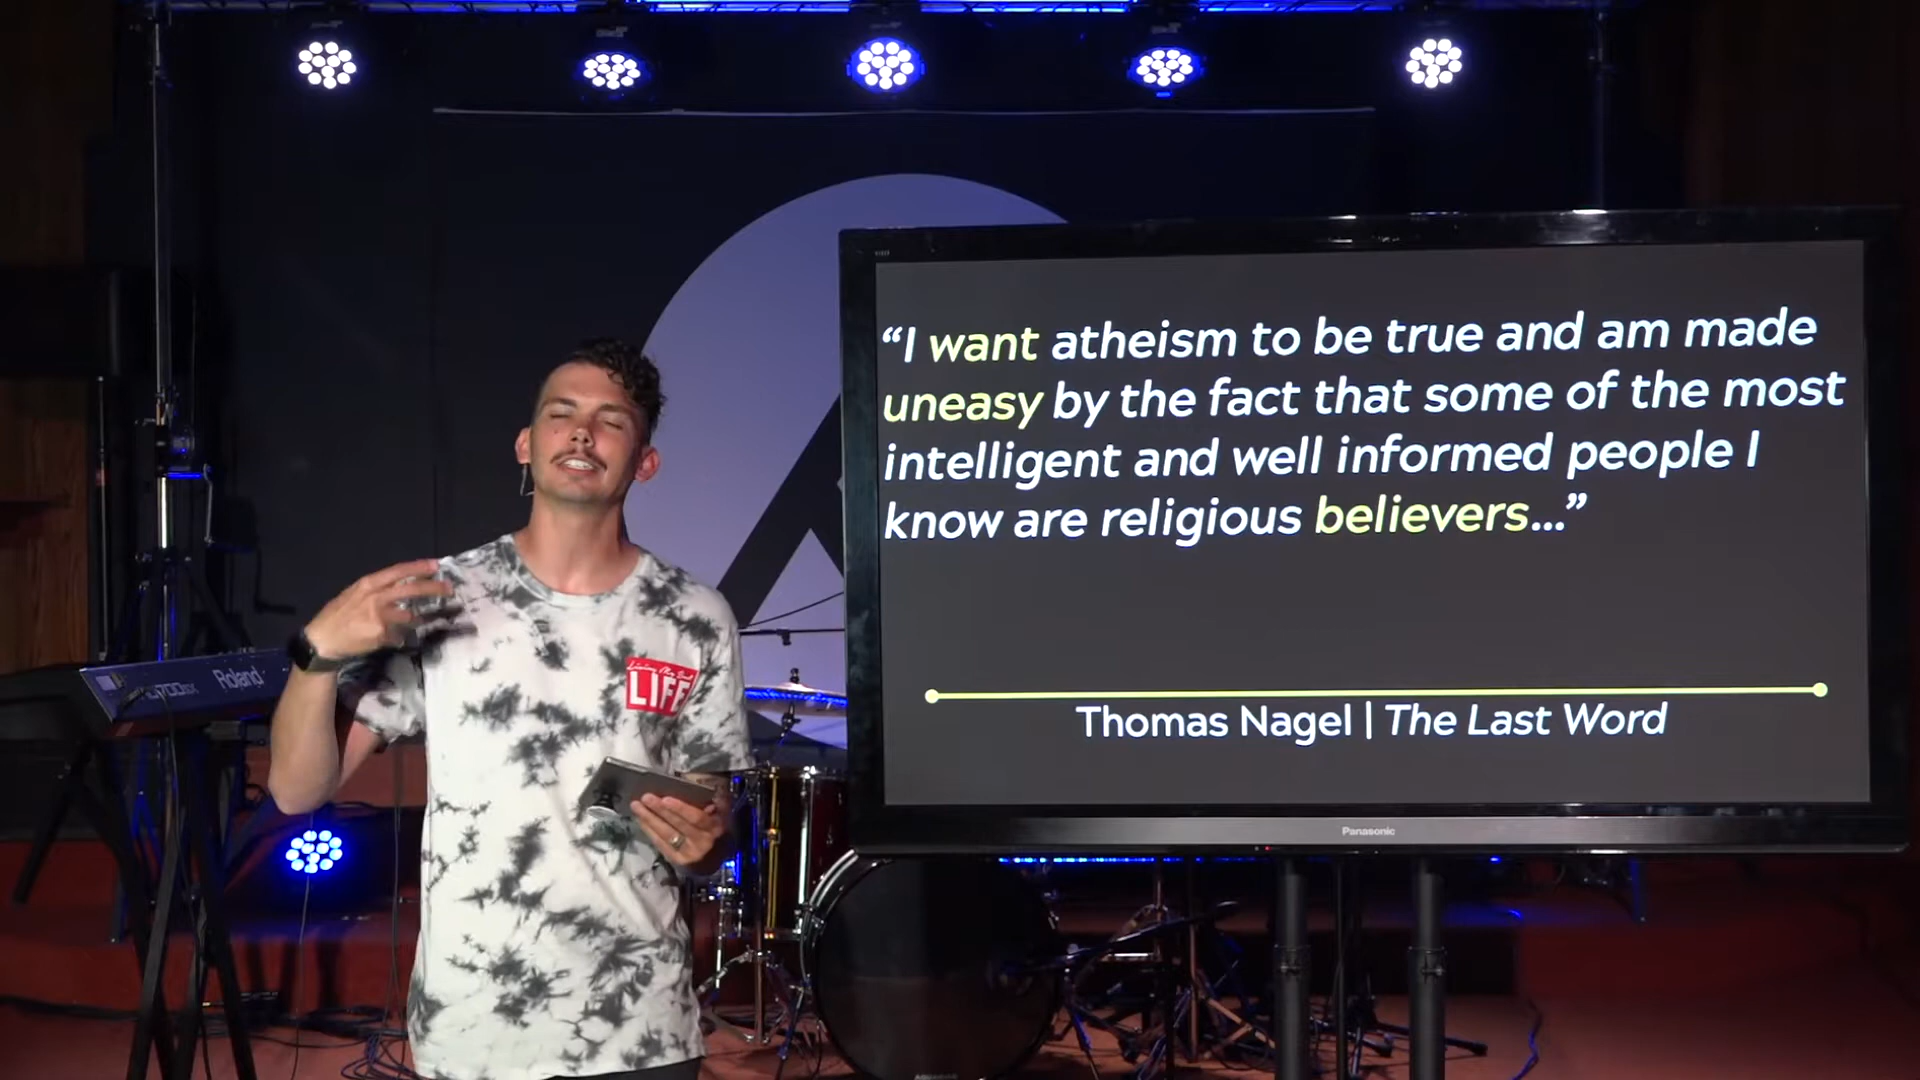 “I want atheism to be true and am made
uneasy by the fact that some of the most
intelligent and well informed people I
know are religious believers...”
Thomas Nagel | The Last Word
Panasonic
Roland
LIFE